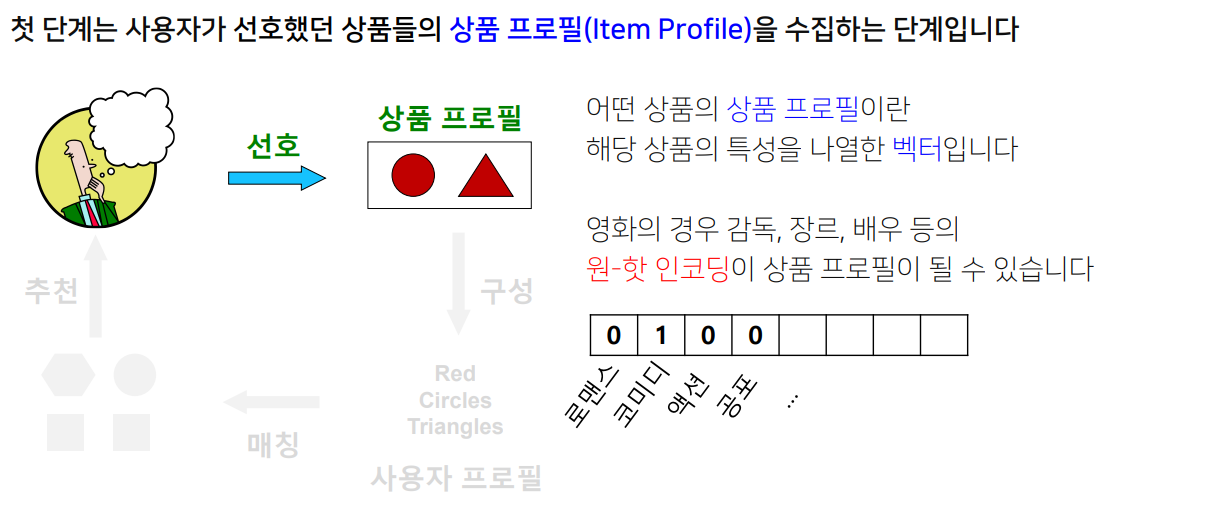 첫 단계는 사용자가 선호했던 상품들의 상품 프로필(Item Profile)을 수집하는 단계입니다
선호
상품 프로필
어떤 상품의 상품 프로필이란
해당 상품의 특성을 나열한 벡터입니다
영화의 경우 감독, 장르, 배우 등의
원-핫 인코딩이 상품 프로필이 될 수 있습니다
추천
구성
0 1 0 0
로맨스
코미디
액션
공포
...
Red
Circles
Triangles
매칭
사용자 프로필